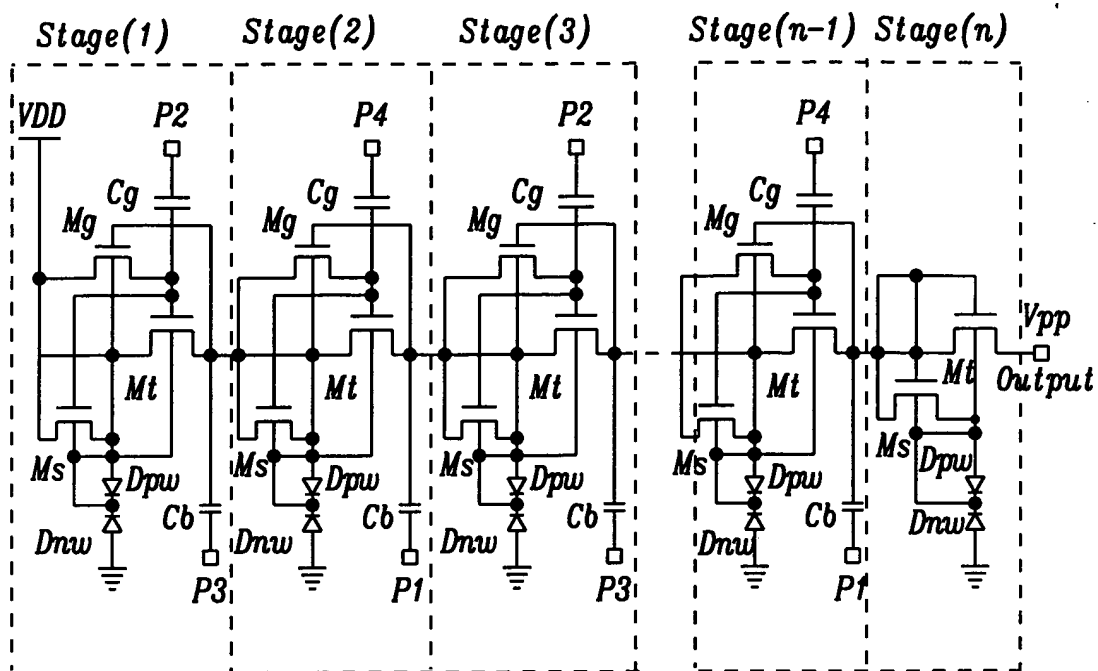 Stage(1) Stage(2) Stage(3) Stage(n-1) Stage(n)
VDD P2 P4 P2 P4
Cg Cg Cg Cg
Mg Mg Mg Mg
Vpp
Mt Mt Mt Mt Mt Output
Ms Dpw Ms Dpw Ms Dpw Ms Dpw Ms Dpw
Dnw Cb Dnw Cb Dnw Cb Dnw Cb Dnw
P3 P1 P3 P1